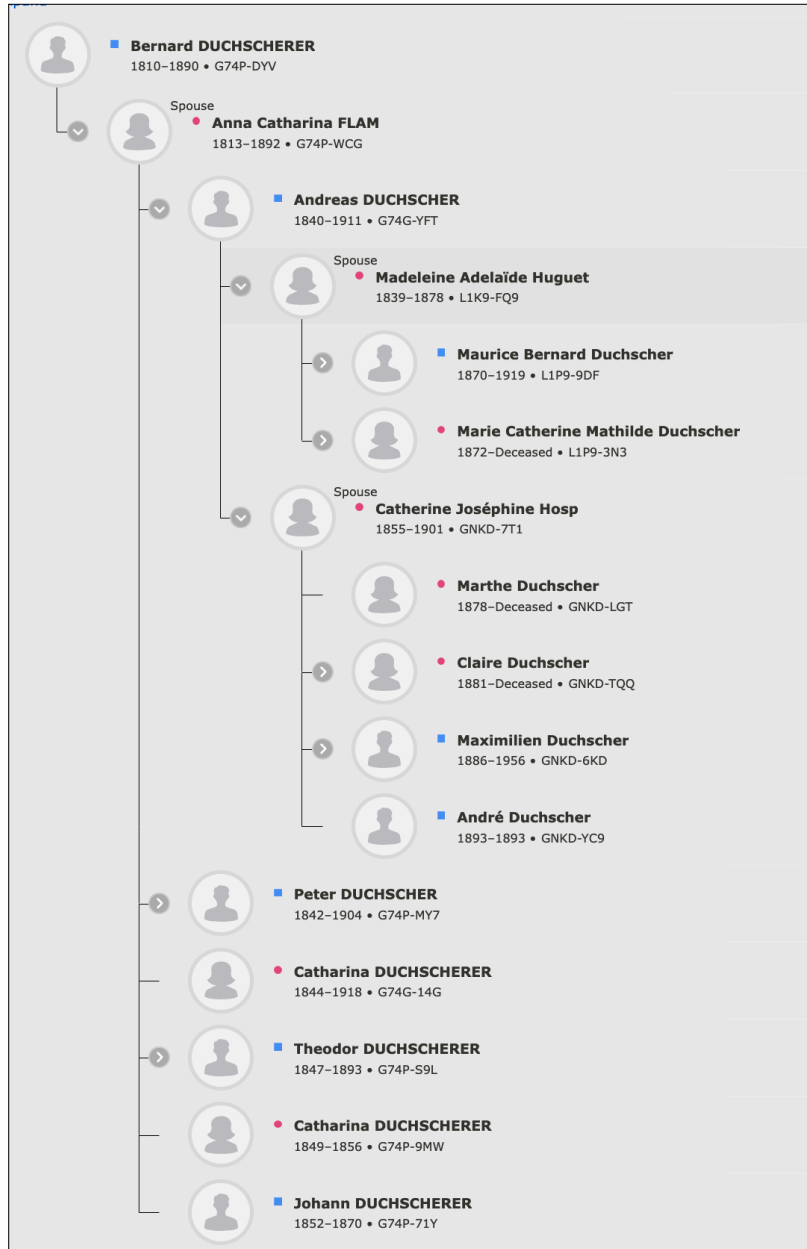 Bernard DUCHSCHERER
1810–1890 • G74P-DYV
Spouse
Anna Catharina FLAM
1813–1892 • G74P-WCG
Andreas DUCHSCHER
1840–1911 • G74G-YFT
Spouse
Madeleine Adelaïde Huguet
1839–1878 • L1K9-FQ9
Maurice Bernard Duchscher
1870–1919 • L1P9-9DF
Marie Catherine Mathilde Duchscher
1872–Deceased • L1P9-3N3
Spouse
Catherine Joséphine Hosp
1855–1901 • GNKD-7T1
Marthe Duchscher
1878–Deceased • GNKD-LGT
Claire Duchscher
1881–Deceased • GNKD-TQQ
Maximilien Duchscher
1886–1956 • GNKD-6KD
André Duchscher
1893–1893 • GNKD-YC9
Peter DUCHSCHER
1842–1904 • G74P-MY7
Catharina DUCHSCHERER
1844–1918 • G74G-14G
Theodor DUCHSCHERER
1847–1893 • G74P-S9L
Catharina DUCHSCHERER
1849–1856 • G74P-9MW
Johann DUCHSCHERER
1852–1870 • G74P-71Y